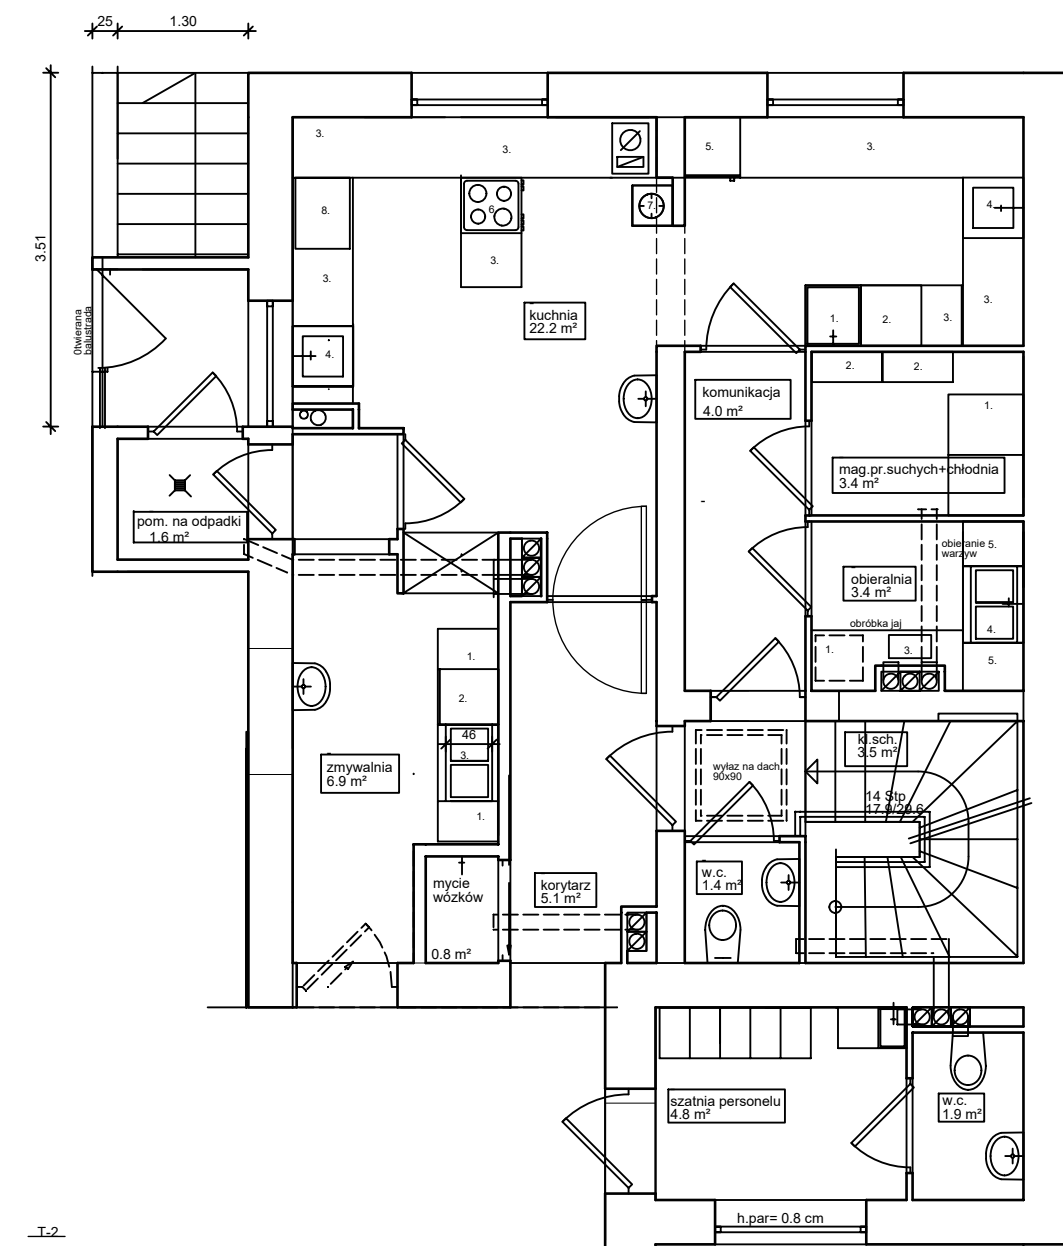 25 1.30
3.51
0twierana
balustrada
3.
3.
5.
3.
8.
6.
7.
4.
3.
3.
4.
kuchnia
22.2 m²
1.
2.
3.
3.
komunikacja
4.0 m²
2.
2.
1.
mag.pr.suchych+chłodnia
3.4 m²
pom. na odpadki
1.6 m²
obieranie
warzyw
5.
obieralnia
3.4 m²
obróbka jaj
1.
3.
4.
5.
1.
2.
46
3.
1.
zmywalnia
6.9 m²
wyłaz na dach
90x90
kl.sch.
3.5 m²
14 Stp
17.9/29.6
mycie
wózków
0.8 m²
korytarz
5.1 m²
w.c.
1.4 m²
szatnia personelu
4.8 m²
w.c.
1.9 m²
h.par= 0.8 cm
T-2